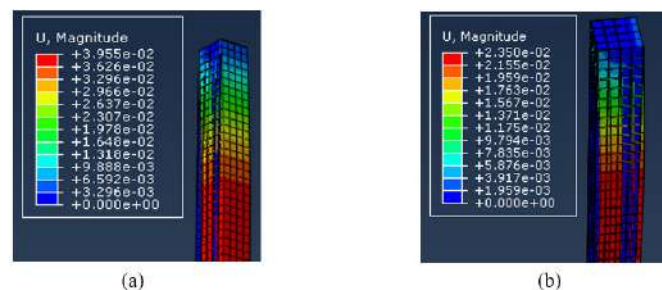 U, Magnitude
+3.955e-02
+3.626e-02
+3.296e-02
+2.966e-02
+2.637e-02
+2.307e-02
+1.978e-02
+1.648e-02
+1.318e-02
+9.888e-03
+6.592e-03
+3.296e-03
+0.000e+00
(a)
U, Magnitude
+2.350e-02
+2.155e-02
+1.959e-02
+1.763e-02
+1.567e-02
+1.371e-02
+1.175e-02
+9.794e-03
+7.835e-03
+5.876e-03
+3.917e-03
+1.959e-03
+0.000e+00
(b)